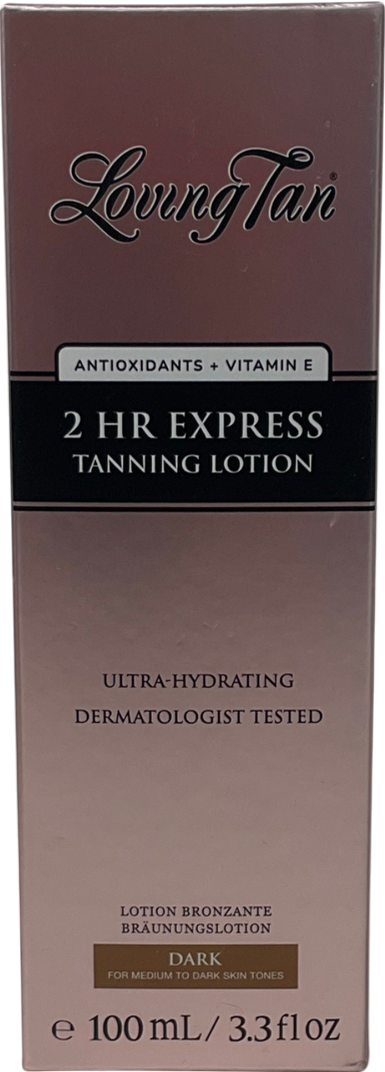 Loving Tan®
ANTIOXIDANTS + VITAMIN E
2 HR EXPRESS
TANNING LOTION
ULTRA-HYDRATING
DERMATOLOGIST TESTED
LOTION BRONZANTE
BRÄUNUNGSLOTION
DARK
FOR MEDIUM TO DARK SKIN TONES
℮ 100 mL / 3.3 fl oz